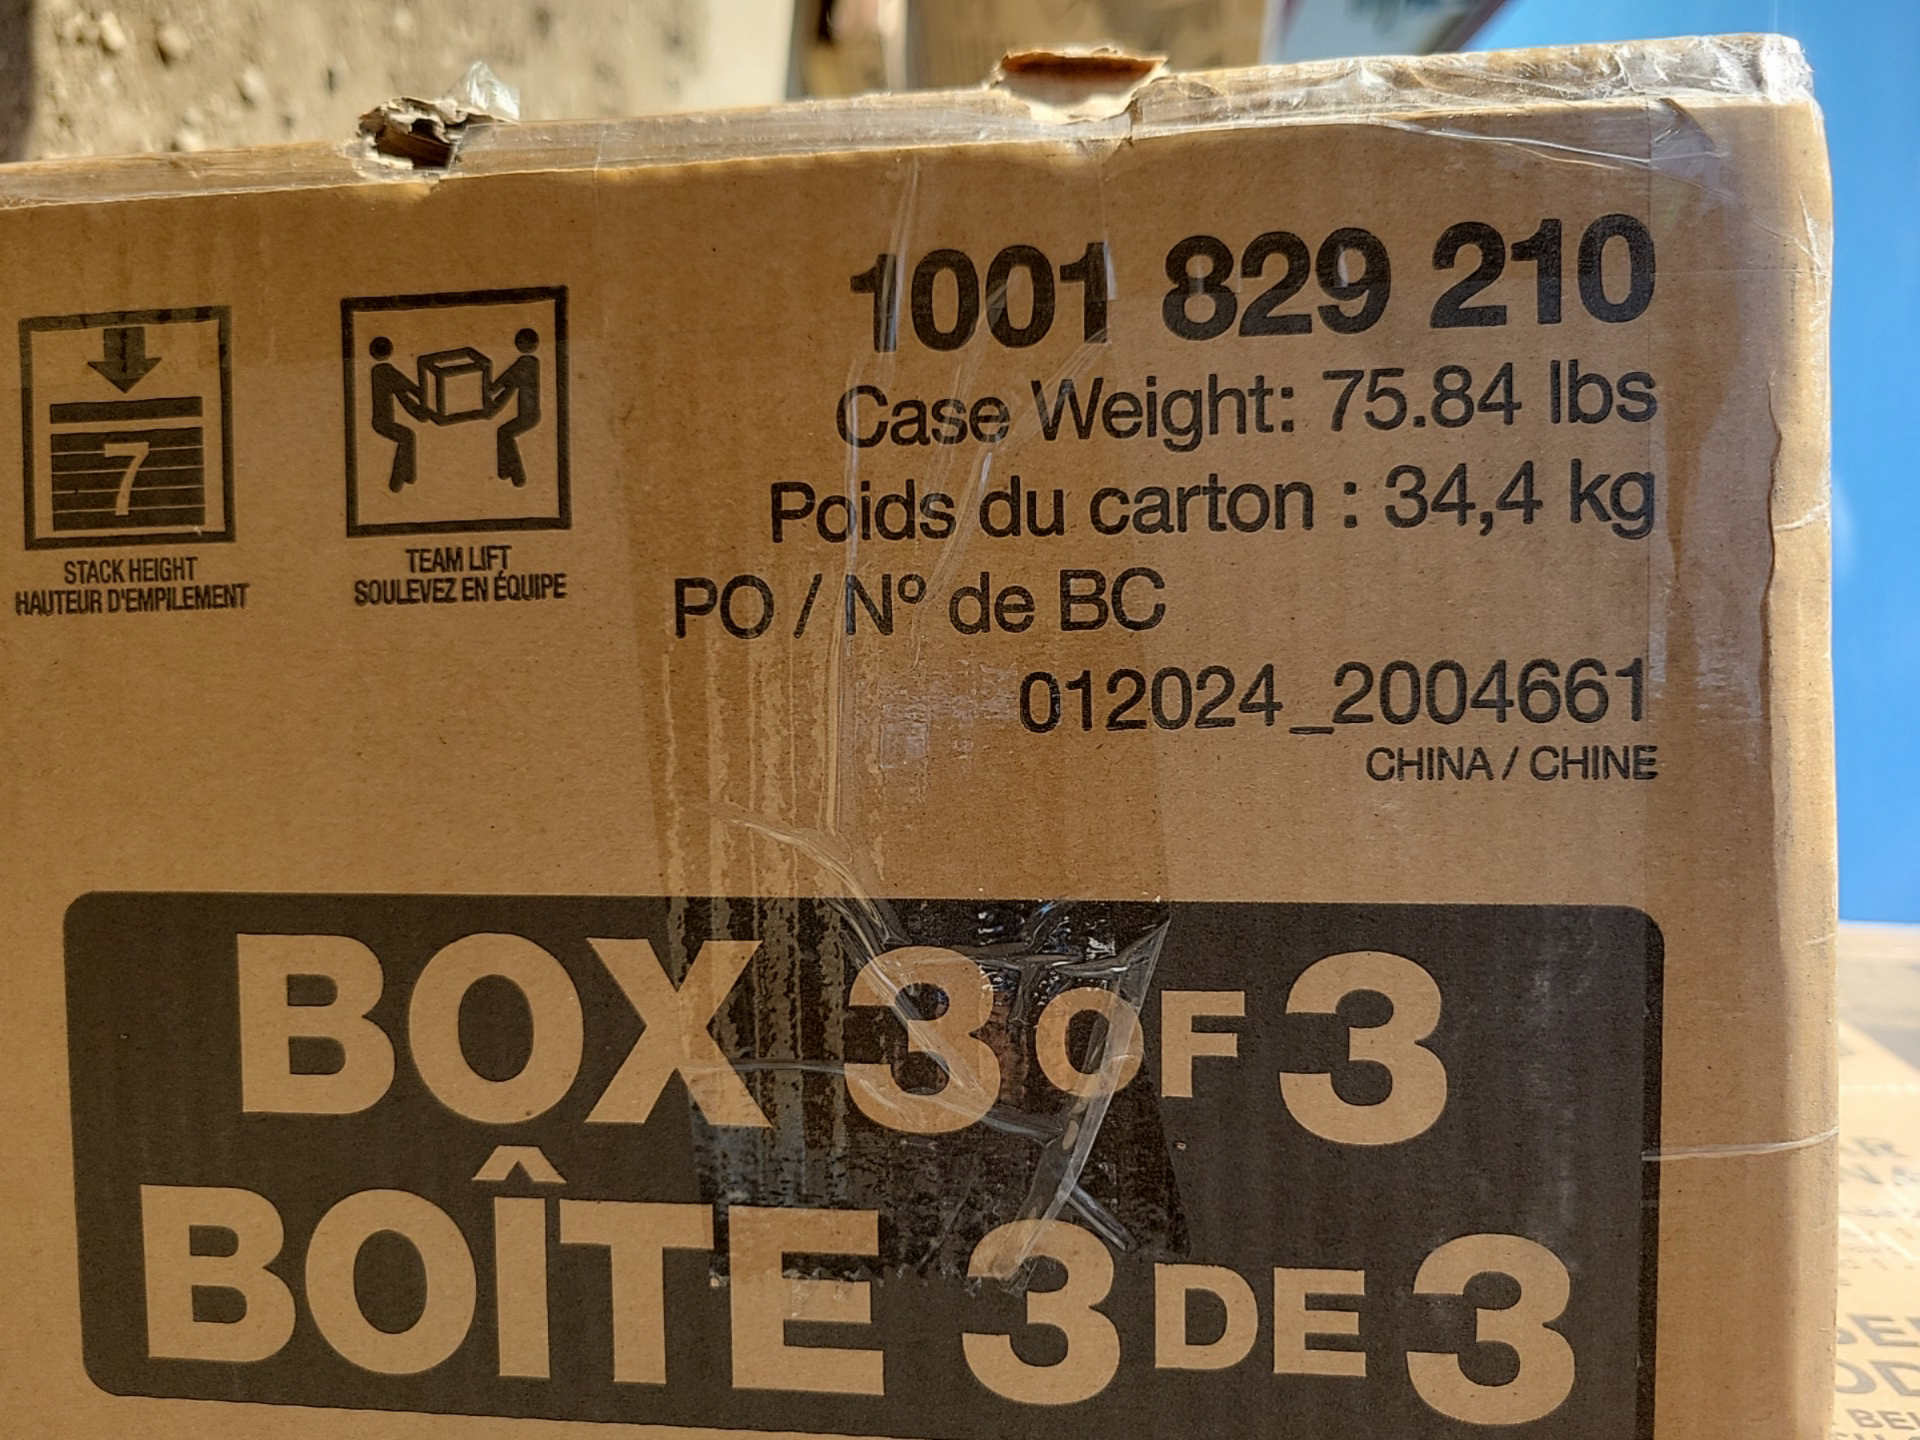 1001 829 210
Case Weight: 75.84 lbs
Poids du carton : 34,4 kg
PO / Nº de BC
012024_2004661
CHINA / CHINE
7
STACK HEIGHT
HAUTEUR D'EMPILEMENT
TEAM LIFT
SOULEVEZ EN ÉQUIPE
BOX 3 OF 3
BOÎTE 3 DE 3